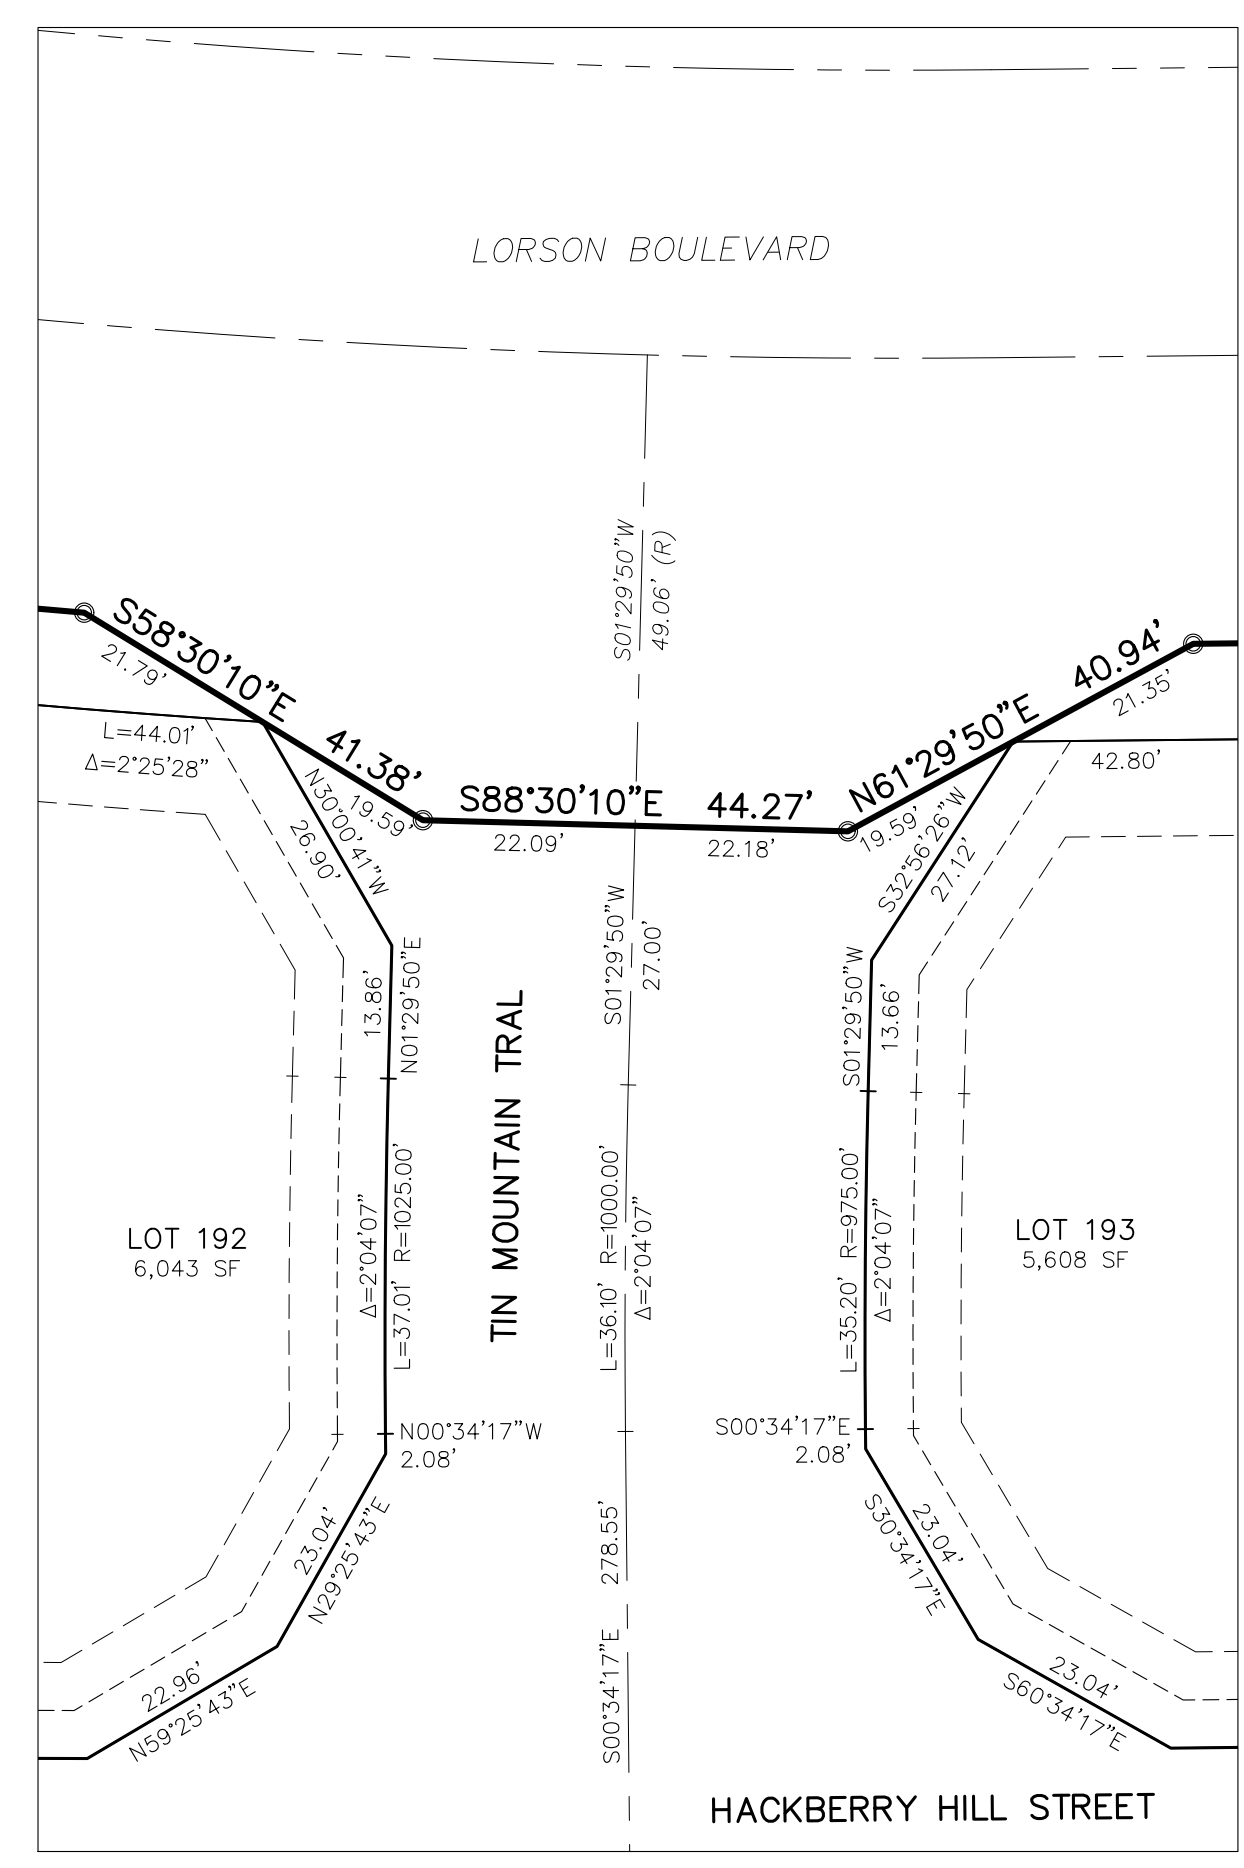 LORSON BOULEVARD
S01°29'50"W
49.06' (R)
S58°30'10"E
41.38'
21.79'
19.59'
L=44.01'
Δ=2°25'28"
N30°00'41"W
26.90'
S88°30'10"E
44.27'
22.09'
22.18'
N61°29'50"E
40.94'
19.59'
21.35'
42.80'
S32°56'26"W
27.12'
S01°29'50"W
27.00'
13.86'
N01°29'50"E
S01°29'50"W
13.66'
TIN MOUNTAIN TRAL
Δ=2°04'07"
L=37.01' R=1025.00'
L=36.10' R=1000.00'
Δ=2°04'07"
L=35.20' R=975.00'
Δ=2°04'07"
LOT 192
6,043 SF
LOT 193
5,608 SF
N00°34'17"W
2.08'
S00°34'17"E
2.08'
23.04'
N29°25'43"E
S00°34'17"E 278.55'
23.04'
S30°34'17"E
22.96'
N59°25'43"E
23.04'
S60°34'17"E
HACKBERRY HILL STREET